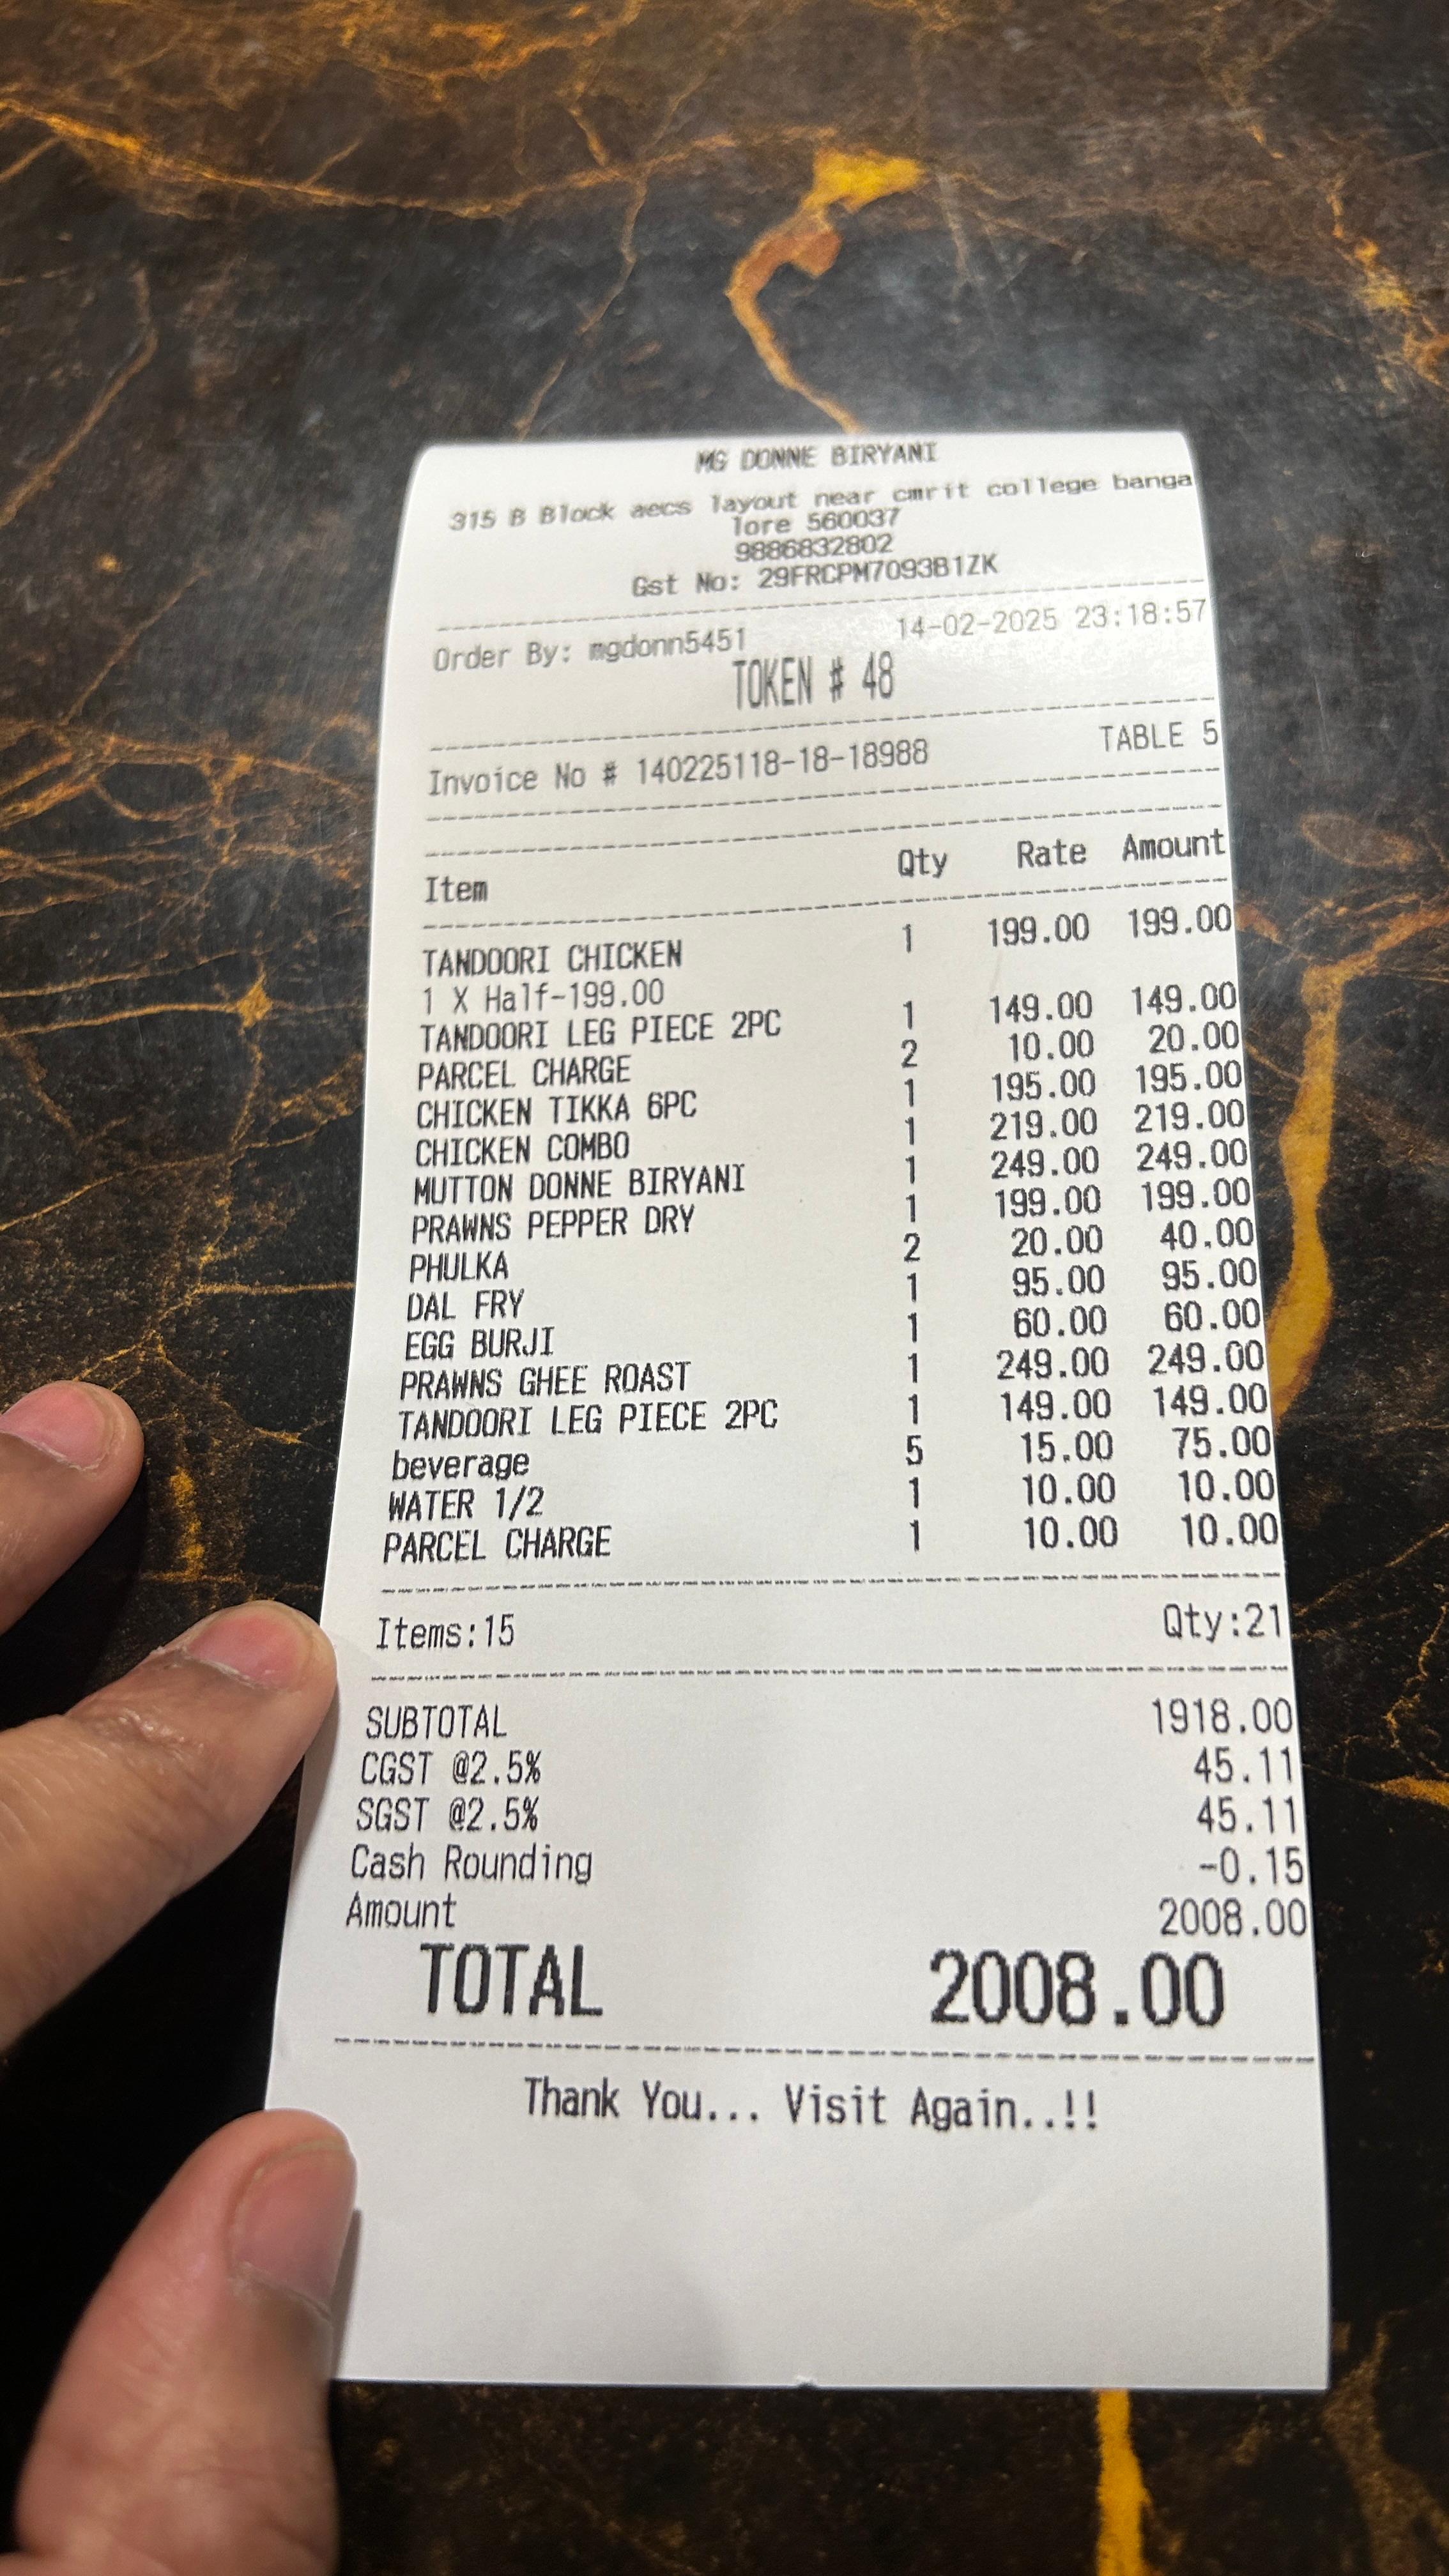 MG DONNE BIRYANI
315 B Block aecs layout near cmrit college banga
lore 560037
9886832802
Gst No: 29FRCPM7093B1ZK
Order By: mgdonn5451 14-02-2025 23:18:57
TOKEN # 48
Invoice No # 140225118-18-18988 TABLE 5
Item Qty Rate Amount
TANDOORI CHICKEN 1 199.00 199.00
1 X Half-199.00
TANDOORI LEG PIECE 2PC 1 149.00 149.00
PARCEL CHARGE 2 10.00 20.00
CHICKEN TIKKA 6PC 1 195.00 195.00
CHICKEN COMBO 1 219.00 219.00
MUTTON DONNE BIRYANI 1 249.00 249.00
PRAWNS PEPPER DRY 1 199.00 199.00
PHULKA 2 20.00 40.00
DAL FRY 1 95.00 95.00
EGG BURJI 1 60.00 60.00
PRAWNS GHEE ROAST 1 249.00 249.00
TANDOORI LEG PIECE 2PC 1 149.00 149.00
beverage 5 15.00 75.00
WATER 1/2 1 10.00 10.00
PARCEL CHARGE 1 10.00 10.00
Items:15 Qty:21
SUBTOTAL 1918.00
CGST @2.5% 45.11
SGST @2.5% 45.11
Cash Rounding -0.15
Amount 2008.00
TOTAL 2008.00
Thank You... Visit Again..!!